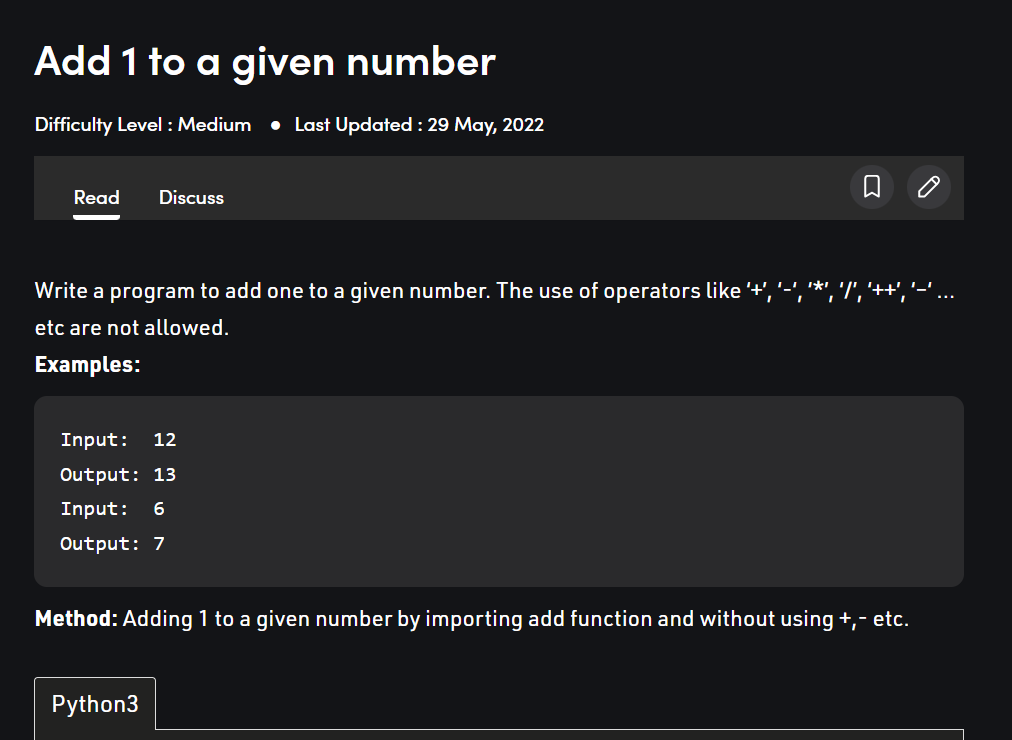 Add 1 to a given number
Difficulty Level : Medium ● Last Updated : 29 May, 2022
Read Discuss
Write a program to add one to a given number. The use of operators like ‘+’, ‘-‘, ‘*’, ‘/’, ‘++’, ‘–‘ …
etc are not allowed.
Examples:
Input:  12
Output: 13
Input:  6
Output: 7
Method: Adding 1 to a given number by importing add function and without using +,- etc.
Python3